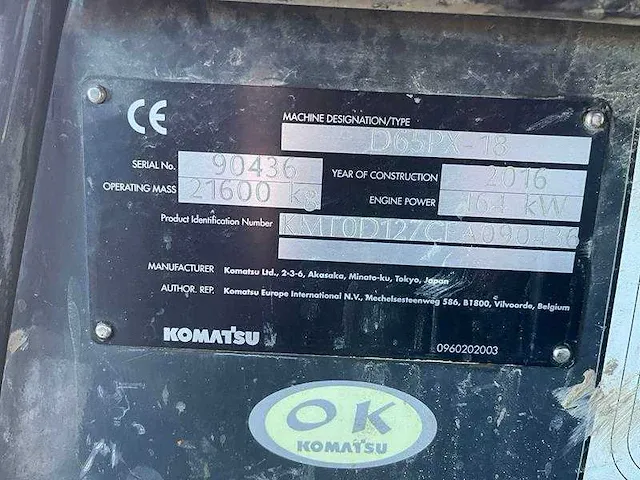 CE
MACHINE DESIGNATION/TYPE
D65PX-18
SERIAL No. 90436
YEAR OF CONSTRUCTION 2016
OPERATING MASS 21600 kg
ENGINE POWER 164 kW
Product Identification Number
MANUFACTURER Komatsu Ltd., 2-3-6, Akasaka, Minato-ku, Tokyo, Japan
AUTHOR. REP. Komatsu Europe International N.V., Mechelsesteenweg 586, B1800, Vilvoorde, Belgium
KOMATSU
0960202003
OK
KOMATSU